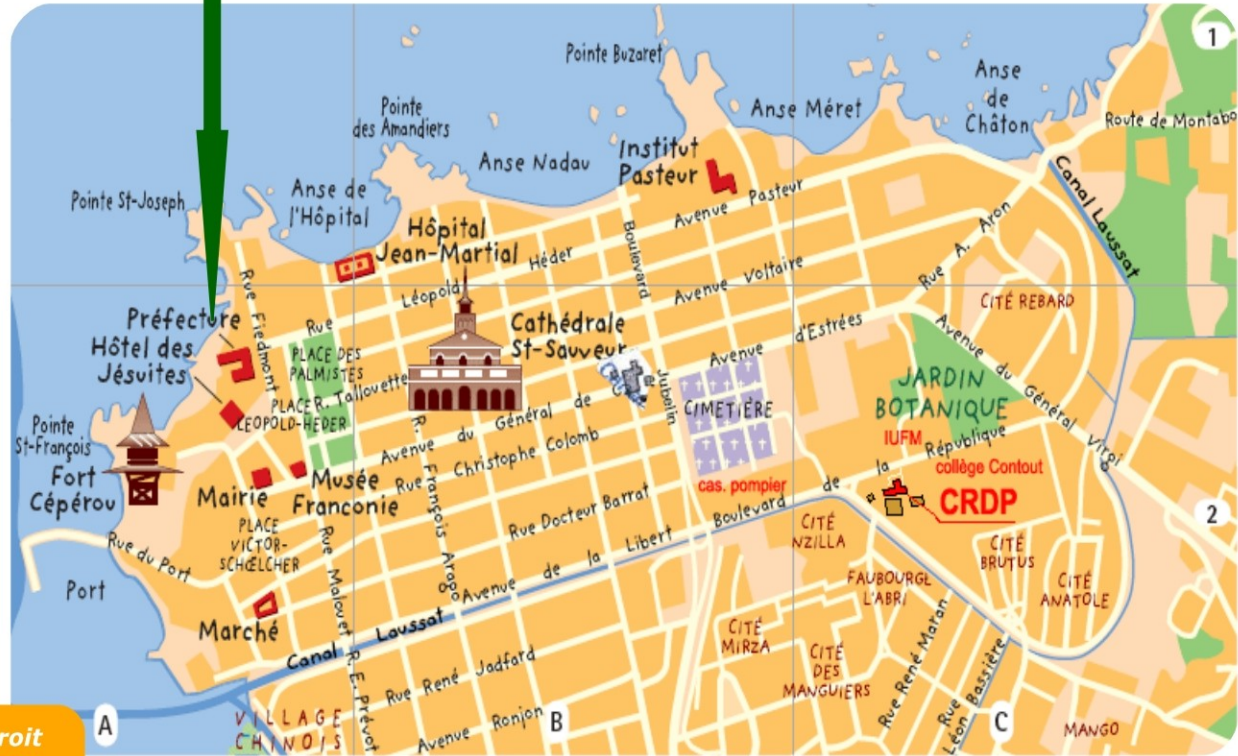 1
Pointe Buzaret
Anse
de
Châton
Pointe
des Amandiers
Anse Méret
Route de Montabo
Anse Nadau
Institut
Pasteur
Canal Laussat
Pointe St-Joseph
Anse de
l'Hôpital
Avenue Pasteur
Hôpital
Jean-Martial
Boulevard Jubelin
Rue A. Aron
Rue Fiedmont
Rue Léopold Héder
Avenue Voltaire
CITÉ REBARD
Préfecture
Hôtel des
Jésuites
Cathédrale
St-Sauveur
Avenue d'Estrées
Avenue du Général Virgi
PLACE DES
PALMISTES
R. Tallouette
PLACE
LEOPOLD-HEDER
CIMETIÈRE
JARDIN
BOTANIQUE
Pointe
St-François
Fort
Cépérou
Avenue du Général de
IUFM
Rue Christophe Colomb
collège Contout
CRDP
Mairie
Musée
Franconie
R. François Arago
cas. pompier
Boulevard de la République
2
PLACE
VICTOR-
SCHŒLCHER
Rue Docteur Barrat
Rue du Port
Rue Malouet
CITÉ
NZILLA
CITÉ
BRUTUS
Port
Avenue de la Libert
FAUBOURGL
L'ABRI
CITÉ
ANATOLE
Marché
Canal Laussat
CITÉ
MIRZA
CITÉ
DES
MANGUIERS
Rue René Maran
Rue
Léon Bassière
R. E. Prévot
Rue René Jadfard
Avenue Ronjon
VILLAGE
CHINOIS
MANGO
roit
A
B
C